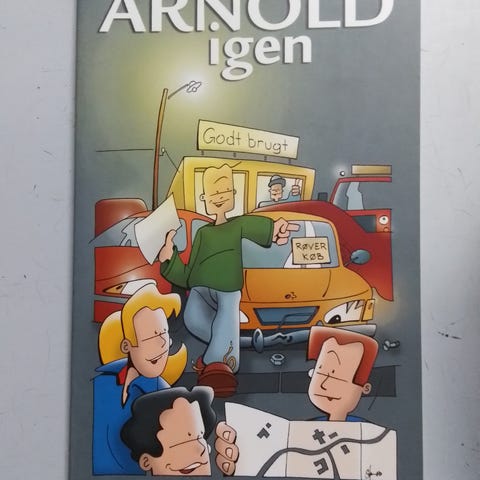 ARNOLD
igen
Godt brugt
RØVER
KØB